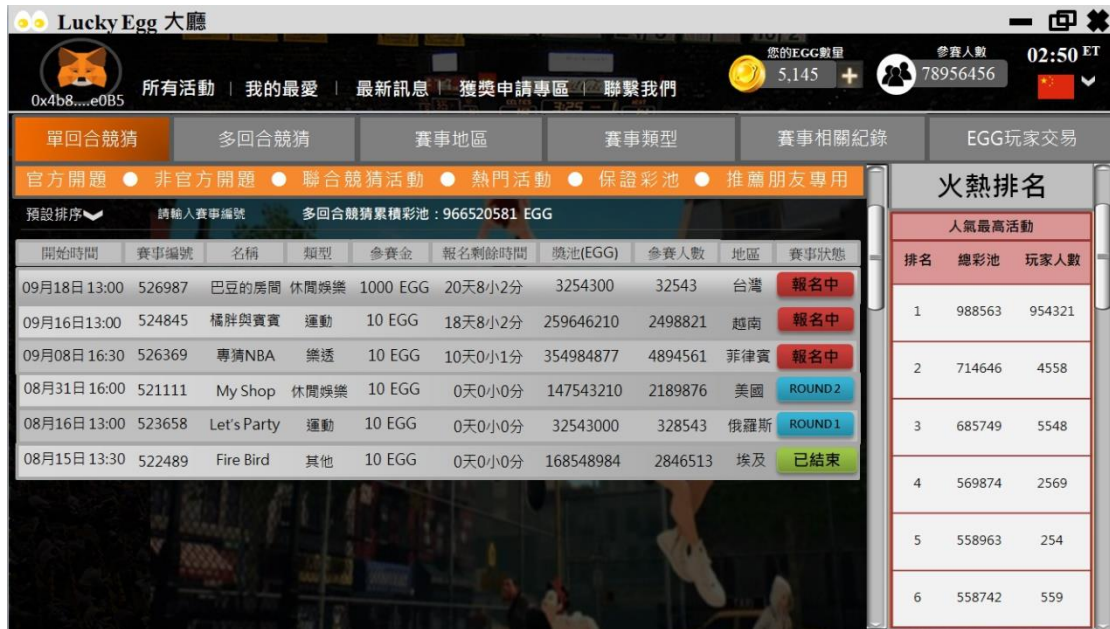 Lucky Egg 大廳
您的EGG數量
參賽人數
02:50 ET
5,145
78956456
0x4b8....e0B5
所有活動 | 我的最愛 | 最新訊息 | 獲獎申請專區 | 聯繫我們
單回合競猜 多回合競猜 賽事地區 賽事類型 賽事相關紀錄 EGG玩家交易
官方開題 ● 非官方開題 ● 聯合競猜活動 ● 熱門活動 ● 保證彩池 ● 推薦朋友專用
預設排序 請輸入賽事編號 多回合競猜累積彩池：966520581 EGG
開始時間 賽事編號 名稱 類型 參賽金 報名剩餘時間 獎池(EGG) 參賽人數 地區 賽事狀態
09月18日 13:00 526987 巴豆的房間 休閒娛樂 1000 EGG 20天8小2分 3254300 32543 台灣 報名中
09月16日13:00 524845 橘胖與賓賓 運動 10 EGG 18天8小2分 259646210 2498821 越南 報名中
09月08日 16:30 526369 專猜NBA 樂透 10 EGG 10天0小1分 354984877 4894561 菲律賓 報名中
08月31日 16:00 521111 My Shop 休閒娛樂 10 EGG 0天0小0分 147543210 2189876 美國 ROUND 2
08月16日 13:00 523658 Let's Party 運動 10 EGG 0天0小0分 32543000 328543 俄羅斯 ROUND 1
08月15日 13:30 522489 Fire Bird 其他 10 EGG 0天0小0分 168548984 2846513 埃及 已結束
火熱排名
人氣最高活動
排名 總彩池 玩家人數
1 988563 954321
2 714646 4558
3 685749 5548
4 569874 2569
5 558963 254
6 558742 559